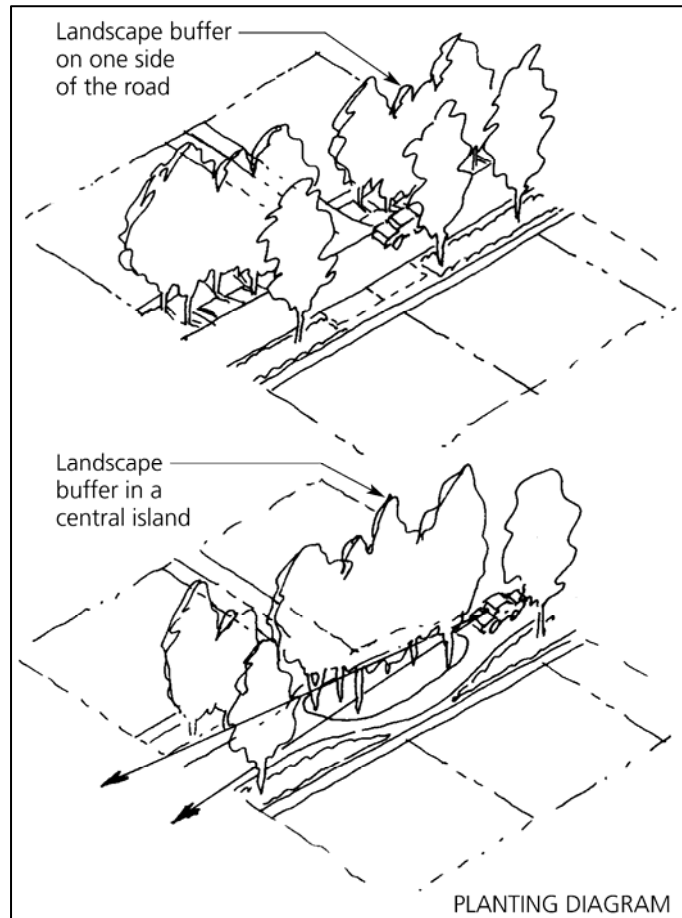 Landscape buffer
on one side
of the road
Landscape
buffer in a
central island
PLANTING DIAGRAM